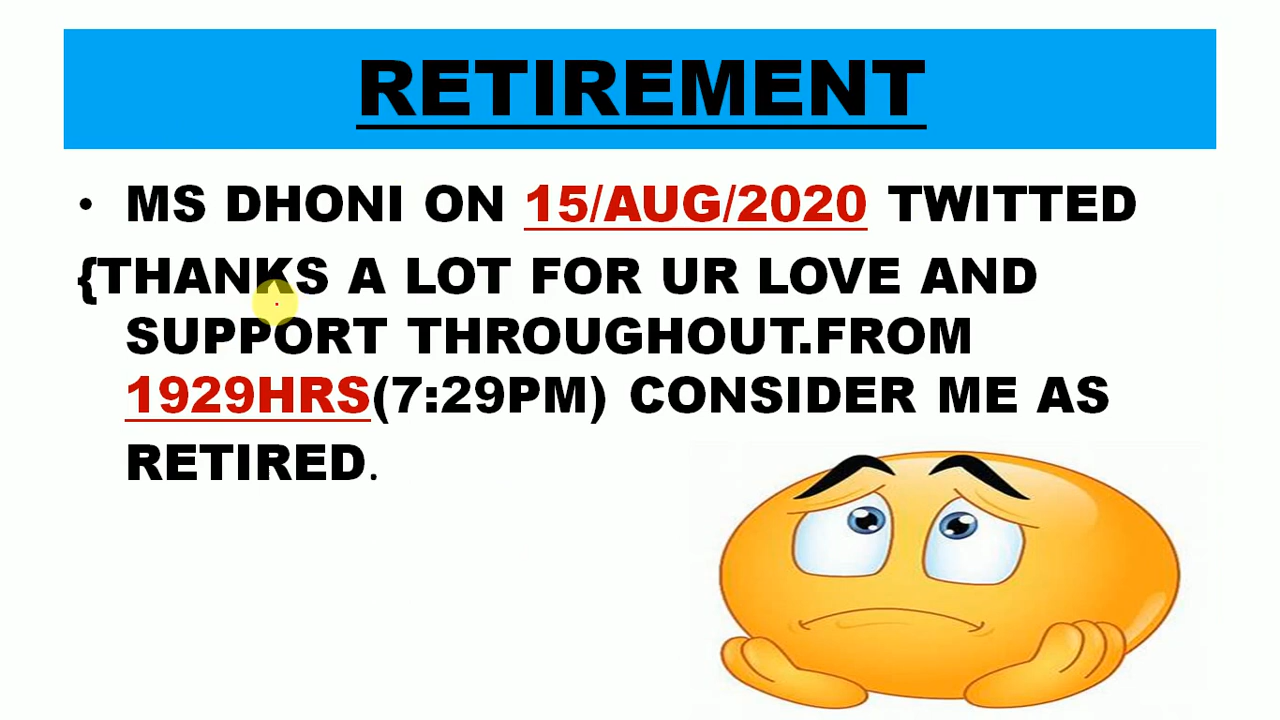 RETIREMENT
• MS DHONI ON 15/AUG/2020 TWITTED
{THANKS A LOT FOR UR LOVE AND
SUPPORT THROUGHOUT.FROM
1929HRS(7:29PM) CONSIDER ME AS
RETIRED.